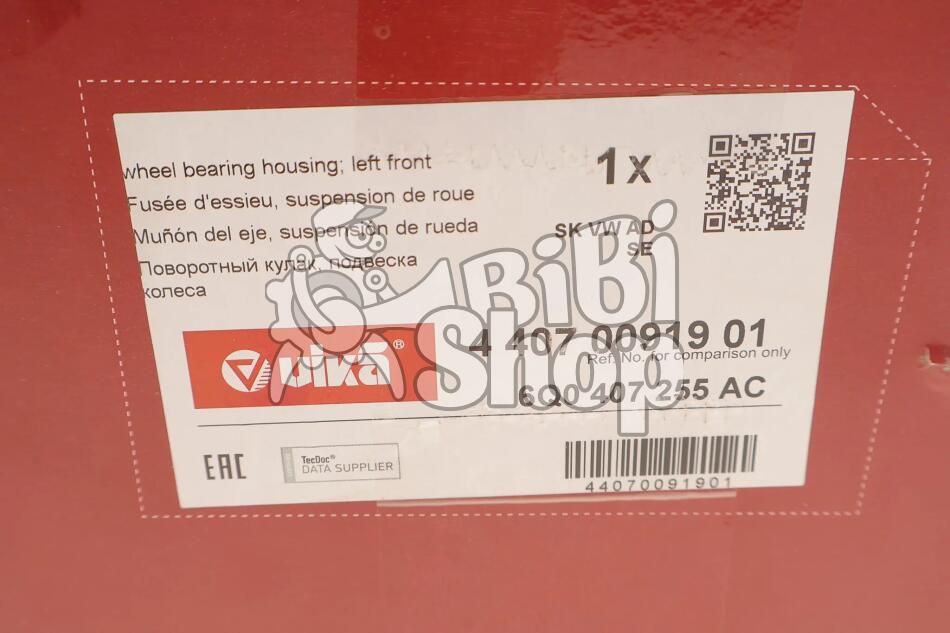 wheel bearing housing; left front
1 x
Fusée d'essieu, suspension de roue
Muñón del eje, suspensión de rueda
SK VW AD
SE
Поворотный кулак, подвеска
колеса
BiBi
Shop
vika®
4 407 00919 01
Ref. No. for comparison only
6Q0 407 255 AC
EAC
TecDoc®
DATA SUPPLIER
44070091901